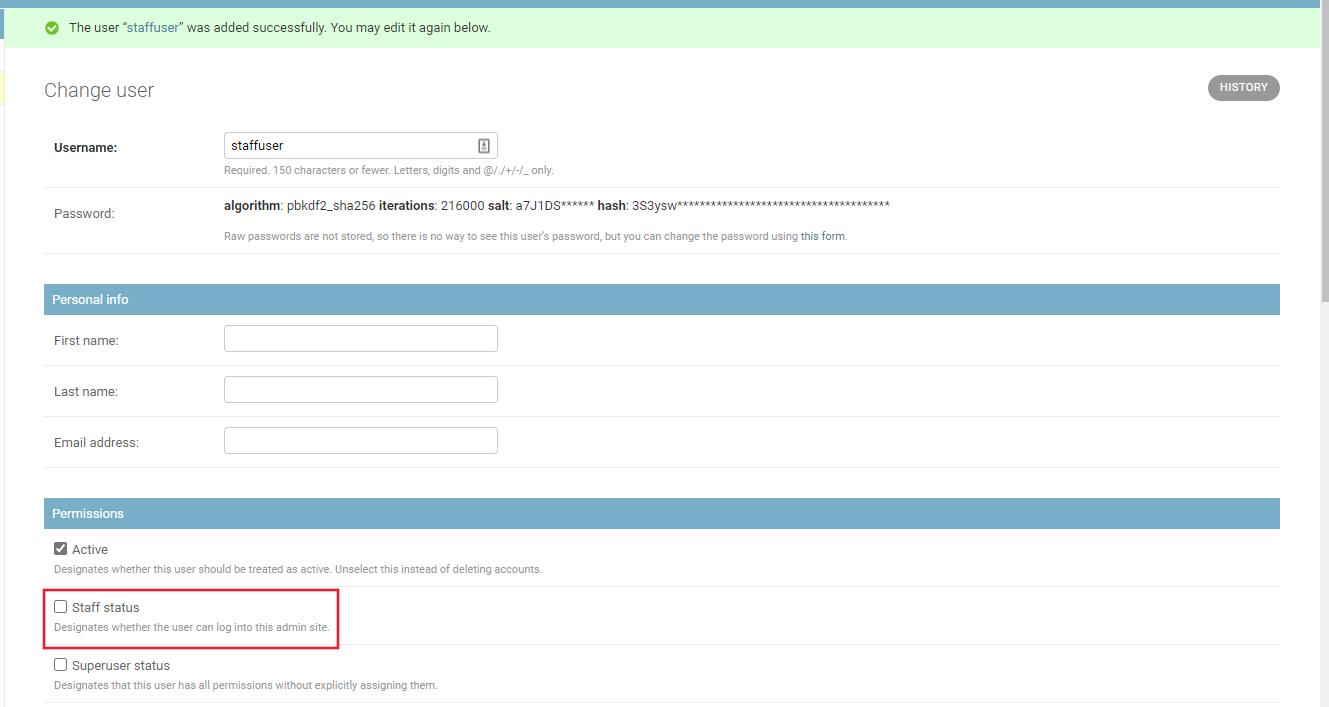 The user “staffuser” was added successfully. You may edit it again below.
Change user
HISTORY
Username:
staffuser
Required. 150 characters or fewer. Letters, digits and @/./+/-/_ only.
Password:
algorithm: pbkdf2_sha256 iterations: 216000 salt: a7J1DS****** hash: 3S3ysw**************************************
Raw passwords are not stored, so there is no way to see this user's password, but you can change the password using this form.
Personal info
First name:
Last name:
Email address:
Permissions
Active
Designates whether this user should be treated as active. Unselect this instead of deleting accounts.
Staff status
Designates whether the user can log into this admin site.
Superuser status
Designates that this user has all permissions without explicitly assigning them.